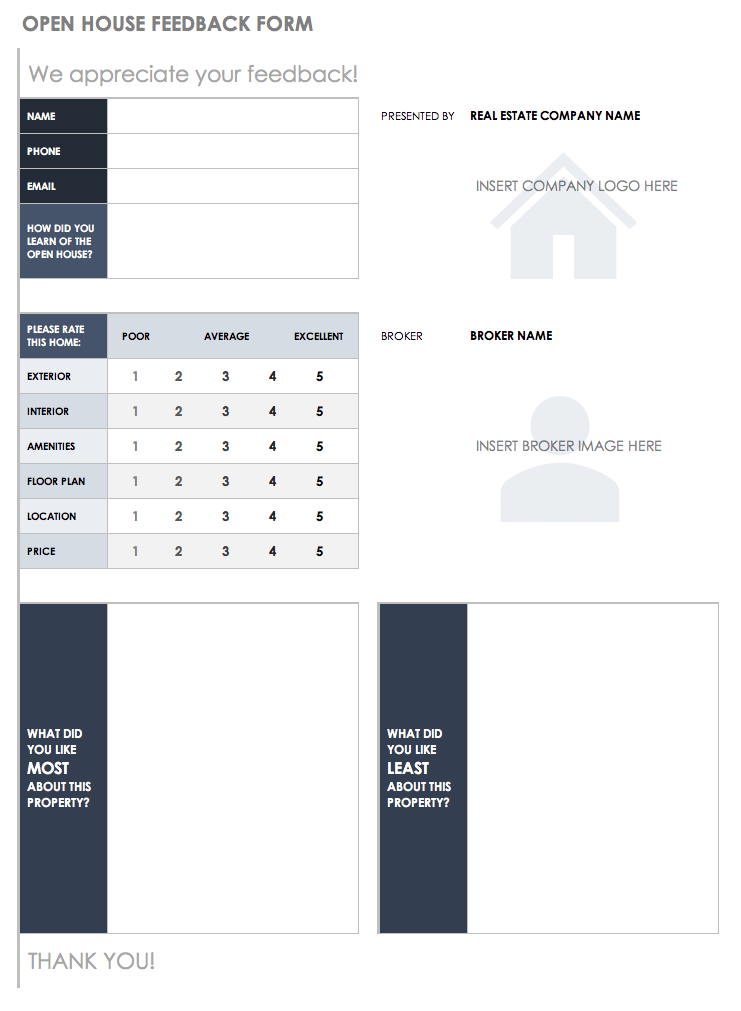 OPEN HOUSE FEEDBACK FORM
We appreciate your feedback!
NAME
PHONE
EMAIL
HOW DID YOU
LEARN OF THE
OPEN HOUSE?
PRESENTED BY REAL ESTATE COMPANY NAME
INSERT COMPANY LOGO HERE
PLEASE RATE
THIS HOME:
POOR AVERAGE EXCELLENT
EXTERIOR 1 2 3 4 5
INTERIOR 1 2 3 4 5
AMENITIES 1 2 3 4 5
FLOOR PLAN 1 2 3 4 5
LOCATION 1 2 3 4 5
PRICE 1 2 3 4 5
BROKER BROKER NAME
INSERT BROKER IMAGE HERE
WHAT DID
YOU LIKE
MOST
ABOUT THIS
PROPERTY?
WHAT DID
YOU LIKE
LEAST
ABOUT THIS
PROPERTY?
THANK YOU!